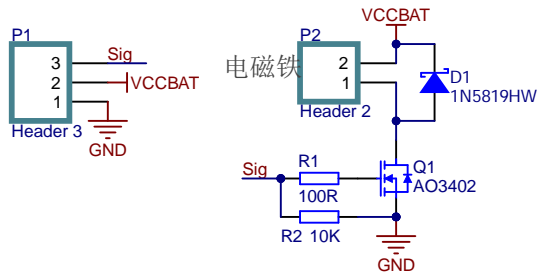 P1
3
Sig
2
VCCBAT
1
Header 3
GND
VCCBAT
P2
电磁铁
2
1
Header 2
D1
1N5819HW
Sig
R1
100R
Q1
AO3402
R2 10K
GND